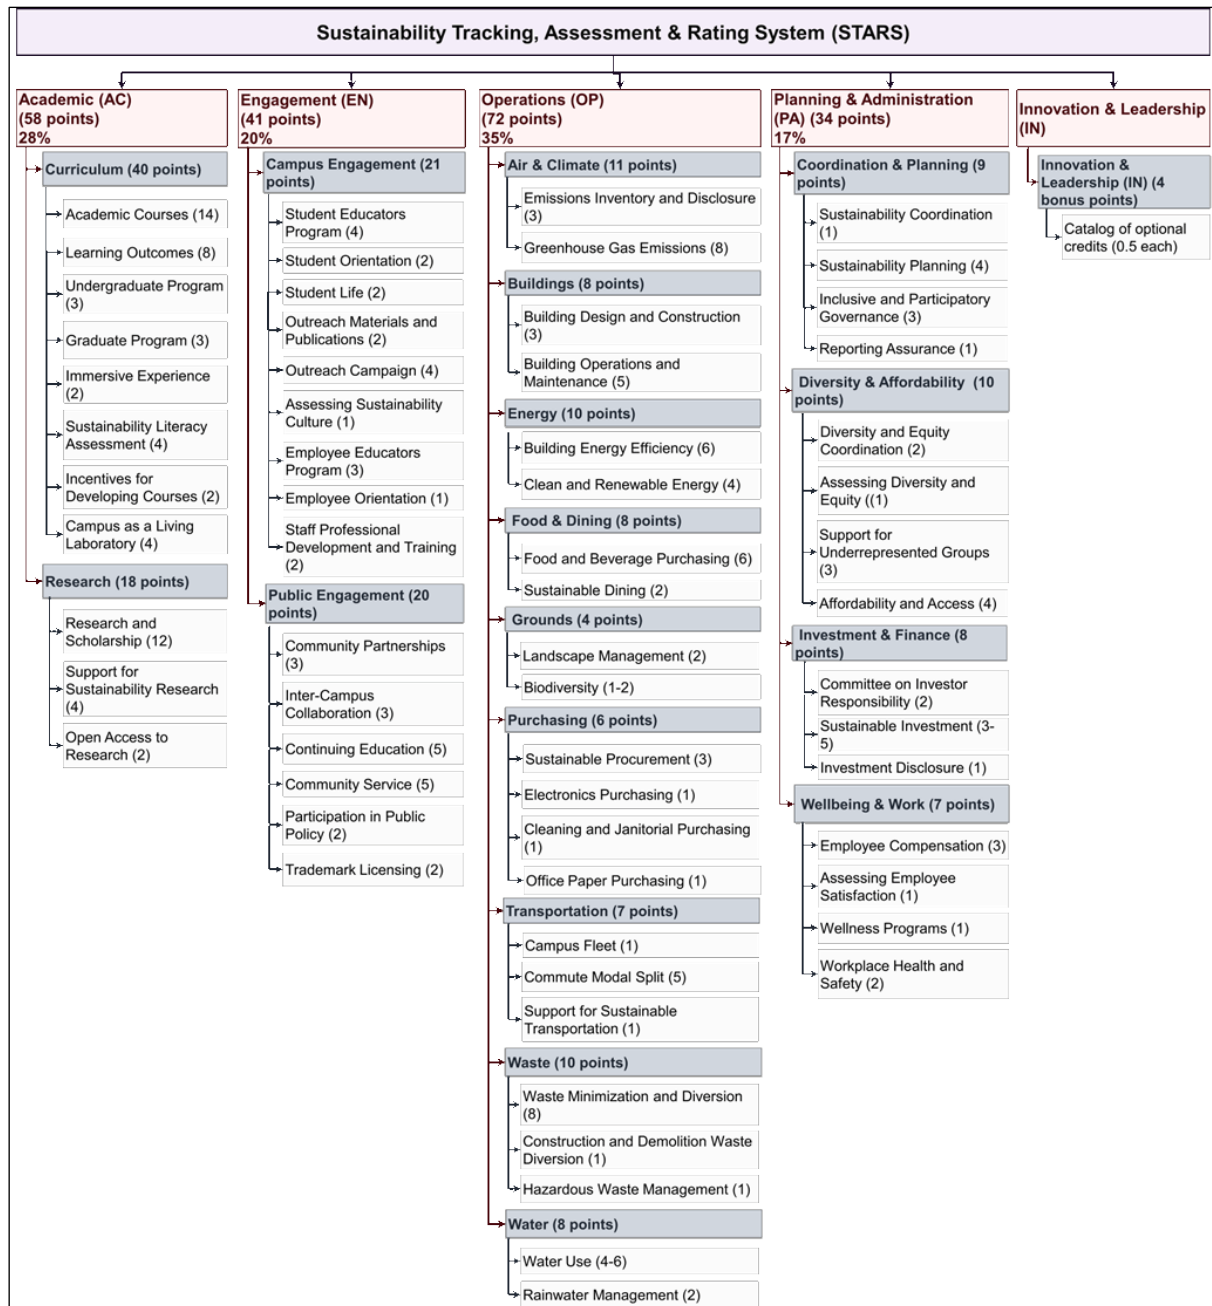 Sustainability Tracking, Assessment & Rating System (STARS)
Academic (AC)
(58 points)
28%
Curriculum (40 points)
Academic Courses (14)
Learning Outcomes (8)
Undergraduate Program
(3)
Graduate Program (3)
Immersive Experience
(2)
Sustainability Literacy
Assessment (4)
Incentives for
Developing Courses (2)
Campus as a Living
Laboratory (4)
Research (18 points)
Research and
Scholarship (12)
Support for
Sustainability Research
(4)
Open Access to
Research (2)
Engagement (EN)
(41 points)
20%
Campus Engagement (21
points)
Student Educators
Program (4)
Student Orientation (2)
Student Life (2)
Outreach Materials and
Publications (2)
Outreach Campaign (4)
Assessing Sustainability
Culture (1)
Employee Educators
Program (3)
Employee Orientation (1)
Staff Professional
Development and Training
(2)
Public Engagement (20
points)
Community Partnerships
(3)
Inter-Campus
Collaboration (3)
Continuing Education (5)
Community Service (5)
Participation in Public
Policy (2)
Trademark Licensing (2)
Operations (OP)
(72 points)
35%
Air & Climate (11 points)
Emissions Inventory and Disclosure
(3)
Greenhouse Gas Emissions (8)
Buildings (8 points)
Building Design and Construction
(3)
Building Operations and
Maintenance (5)
Energy (10 points)
Building Energy Efficiency (6)
Clean and Renewable Energy (4)
Food & Dining (8 points)
Food and Beverage Purchasing (6)
Sustainable Dining (2)
Grounds (4 points)
Landscape Management (2)
Biodiversity (1-2)
Purchasing (6 points)
Sustainable Procurement (3)
Electronics Purchasing (1)
Cleaning and Janitorial Purchasing
(1)
Office Paper Purchasing (1)
Transportation (7 points)
Campus Fleet (1)
Commute Modal Split (5)
Support for Sustainable
Transportation (1)
Waste (10 points)
Waste Minimization and Diversion
(8)
Construction and Demolition Waste
Diversion (1)
Hazardous Waste Management (1)
Water (8 points)
Water Use (4-6)
Rainwater Management (2)
Planning & Administration
(PA) (34 points)
17%
Coordination & Planning (9
points)
Sustainability Coordination
(1)
Sustainability Planning (4)
Inclusive and Participatory
Governance (3)
Reporting Assurance (1)
Diversity & Affordability (10
points)
Diversity and Equity
Coordination (2)
Assessing Diversity and
Equity ((1)
Support for
Underrepresented Groups
(3)
Affordability and Access (4)
Investment & Finance (8
points)
Committee on Investor
Responsibility (2)
Sustainable Investment (3-
5)
Investment Disclosure (1)
Wellbeing & Work (7 points)
Employee Compensation (3)
Assessing Employee
Satisfaction (1)
Wellness Programs (1)
Workplace Health and
Safety (2)
Innovation & Leadership
(IN)
Innovation &
Leadership (IN) (4
bonus points)
Catalog of optional
credits (0.5 each)